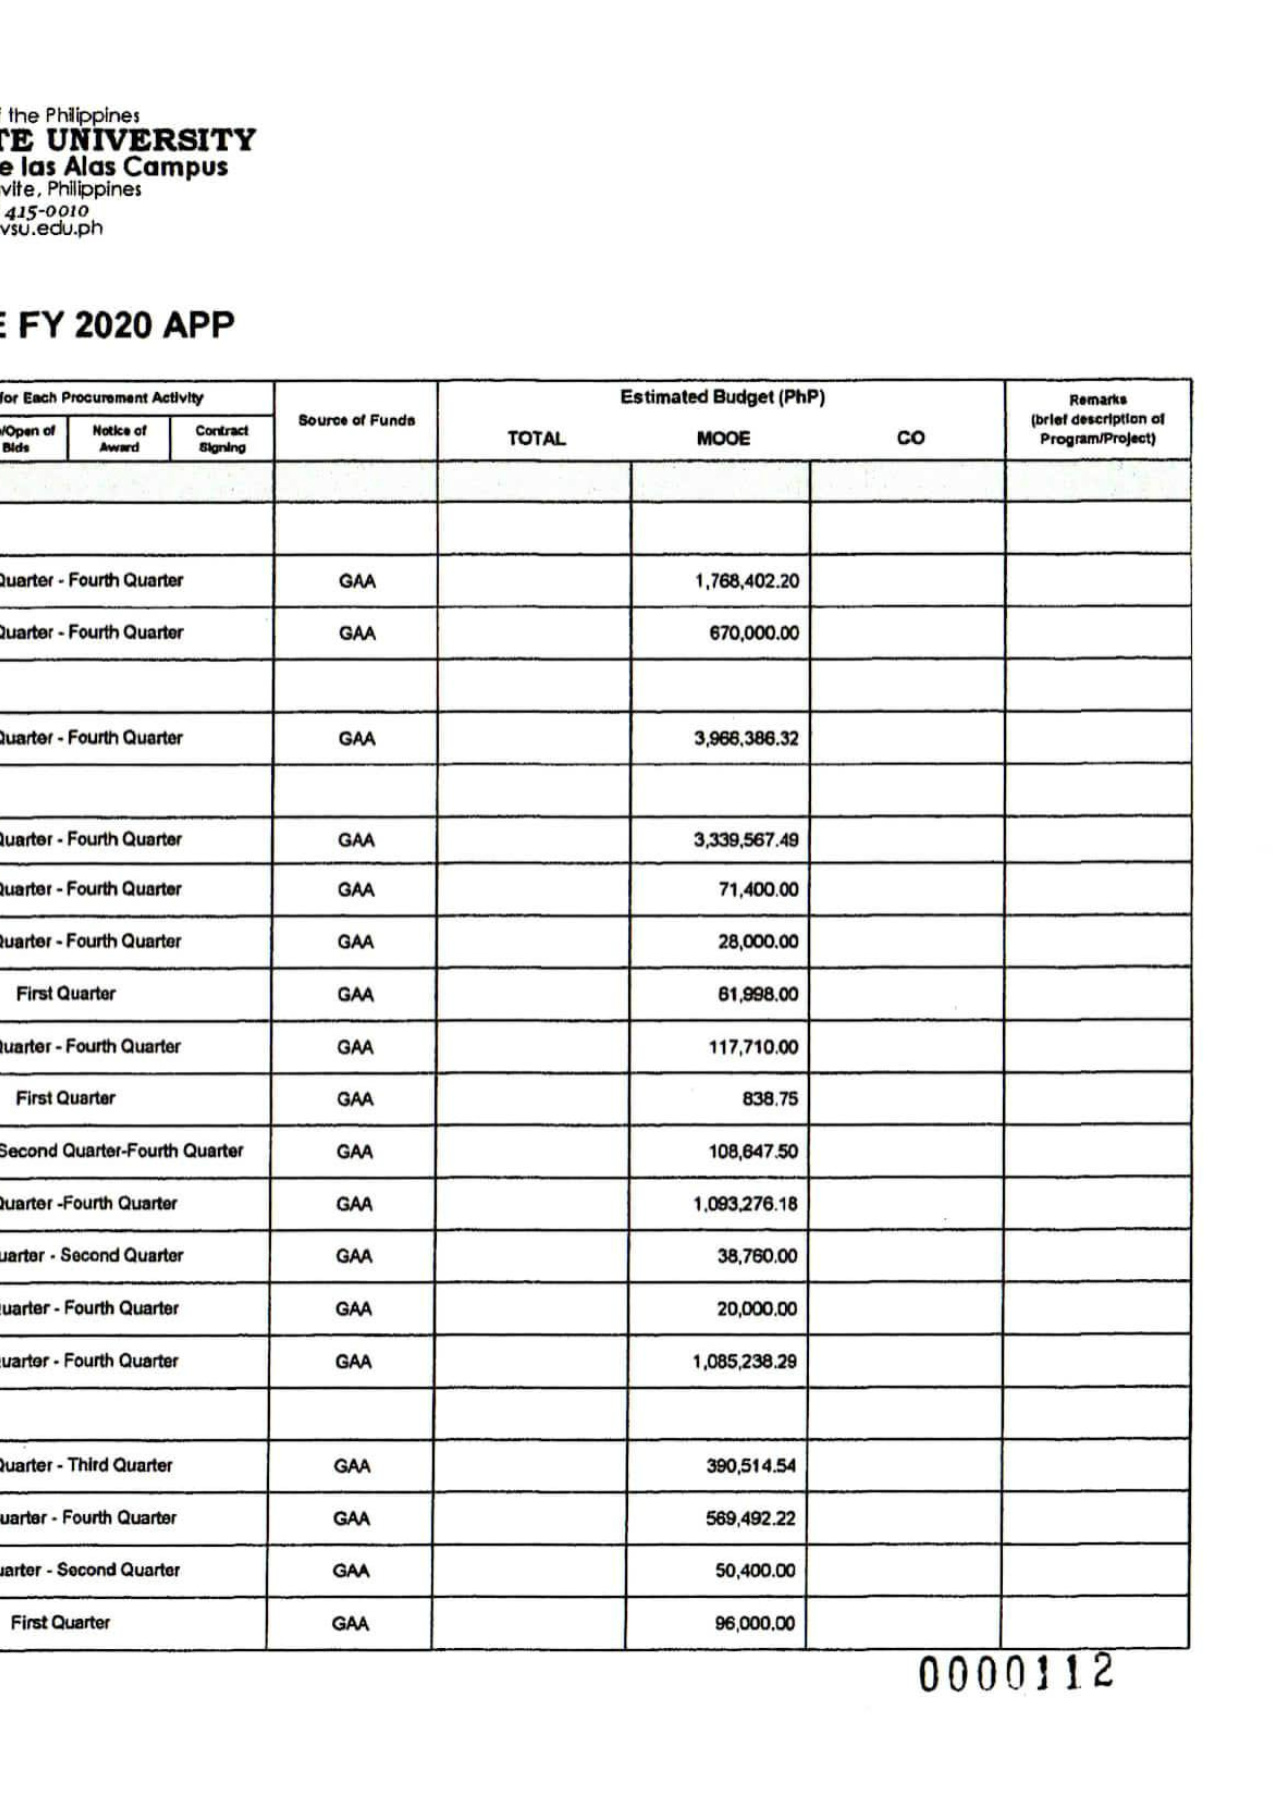 f the Philippines
TE UNIVERSITY
e las Alas Campus
vite, Philippines
415-0010
vsu.edu.ph
E FY 2020 APP
for Each Procurement Activity
Source of Funds
Estimated Budget (PhP)
Remarks
(brief description of
Program/Project)
/Open of
Bids
Notice of
Award
Contract
Signing
TOTAL MOOE CO
Quarter - Fourth Quarter GAA 1,768,402.20
Quarter - Fourth Quarter GAA 670,000.00
Quarter - Fourth Quarter GAA 3,966,386.32
Quarter - Fourth Quarter GAA 3,339,567.49
Quarter - Fourth Quarter GAA 71,400.00
Quarter - Fourth Quarter GAA 28,000.00
First Quarter GAA 61,998.00
Quarter - Fourth Quarter GAA 117,710.00
First Quarter GAA 838.75
Second Quarter-Fourth Quarter GAA 108,647.50
Quarter -Fourth Quarter GAA 1,093,276.18
uarter - Second Quarter GAA 38,760.00
uarter - Fourth Quarter GAA 20,000.00
uarter - Fourth Quarter GAA 1,085,238.29
Quarter - Third Quarter GAA 390,514.54
uarter - Fourth Quarter GAA 569,492.22
uarter - Second Quarter GAA 50,400.00
First Quarter GAA 96,000.00
0000112